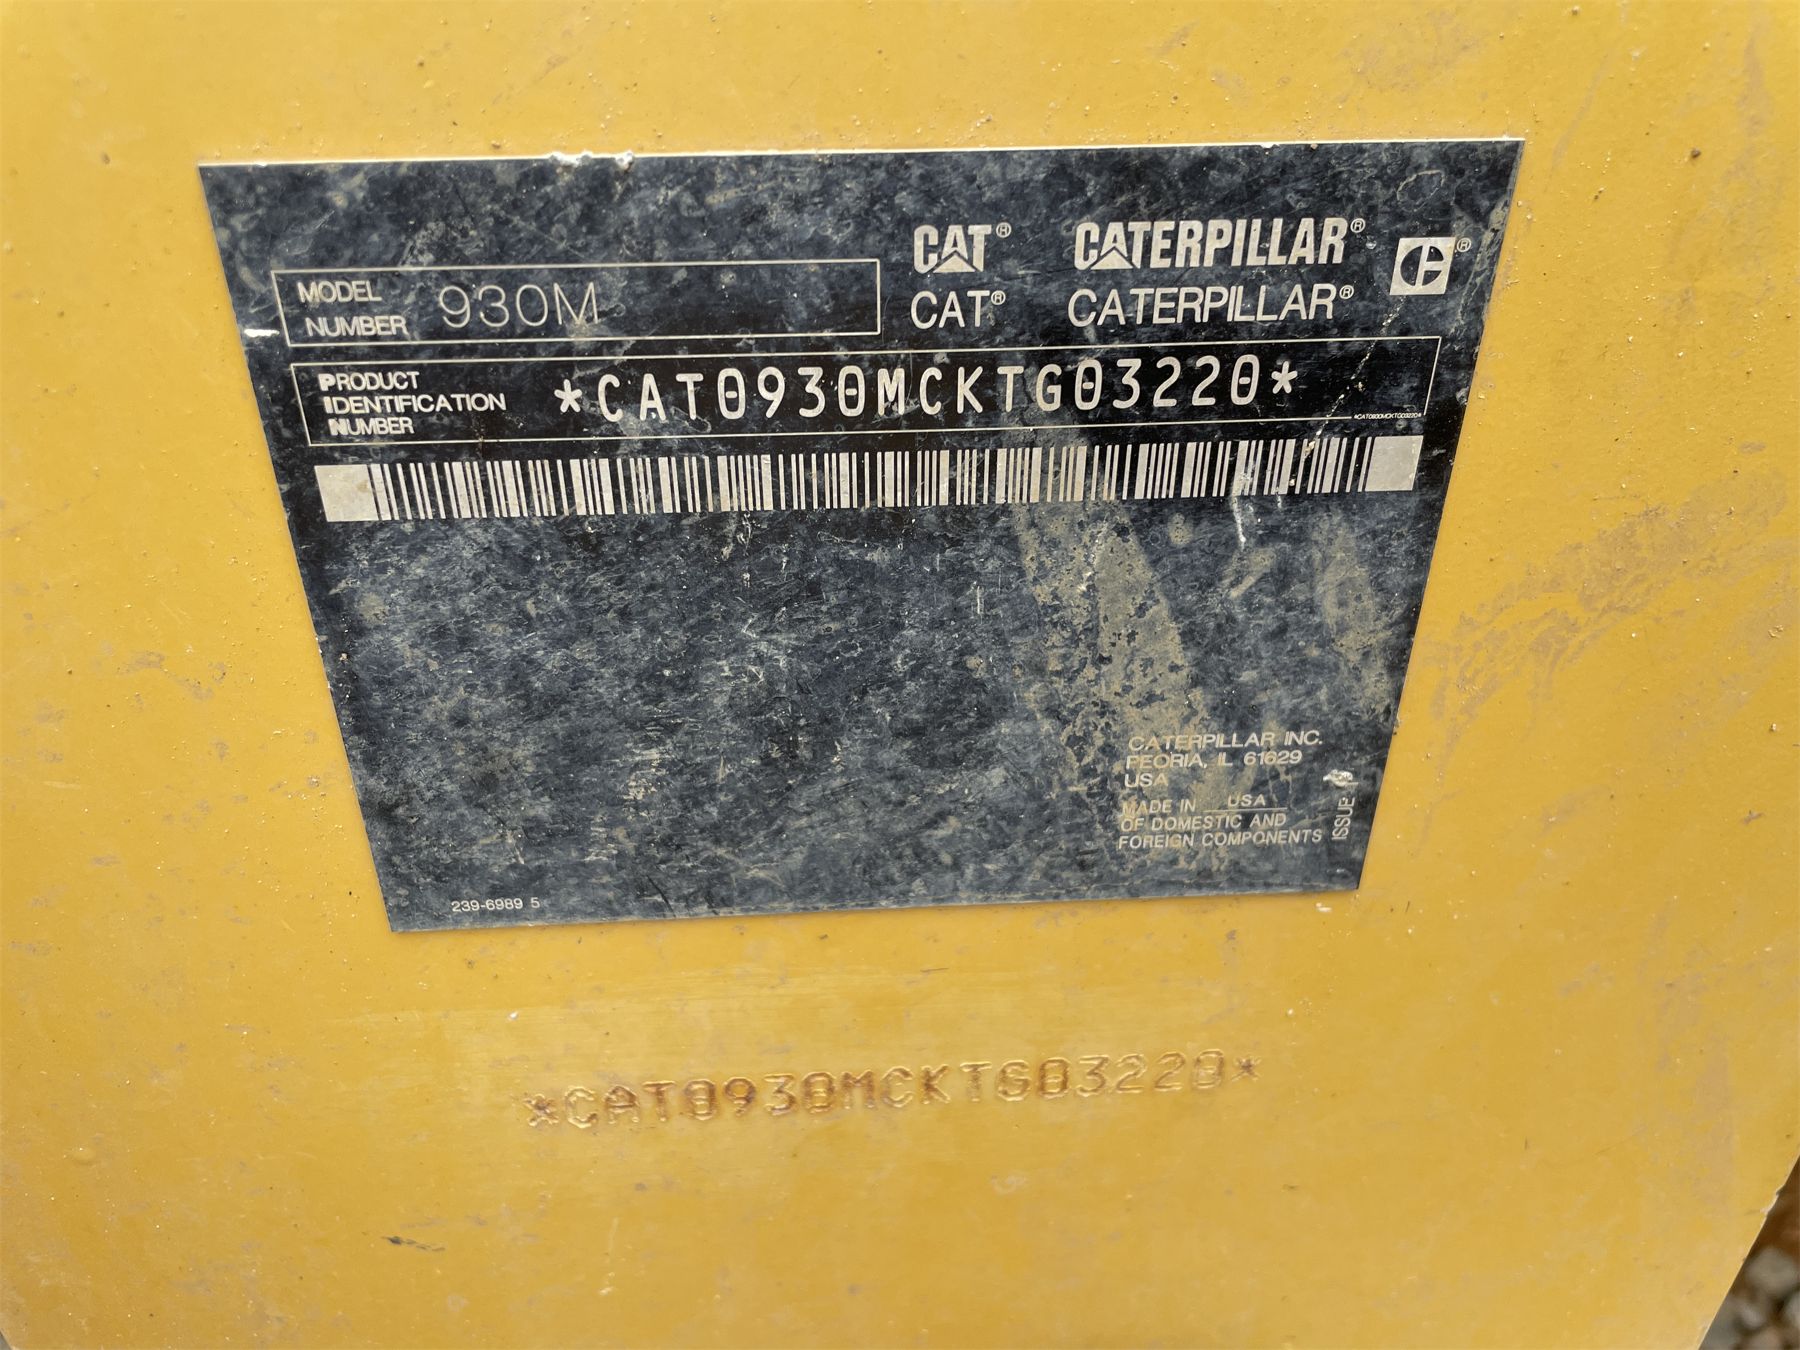 CAT® CATERPILLAR®
CAT® CATERPILLAR®
MODEL
NUMBER 930M
PRODUCT
IDENTIFICATION
NUMBER
*CAT0930MCKTG03220*
*CAT0930MCKTG03220*
CATERPILLAR INC.
PEORIA, IL 61629
USA
MADE IN USA
OF DOMESTIC AND
FOREIGN COMPONENTS
ISSUE
239-6989 5
*CAT0930MCKTG03220*